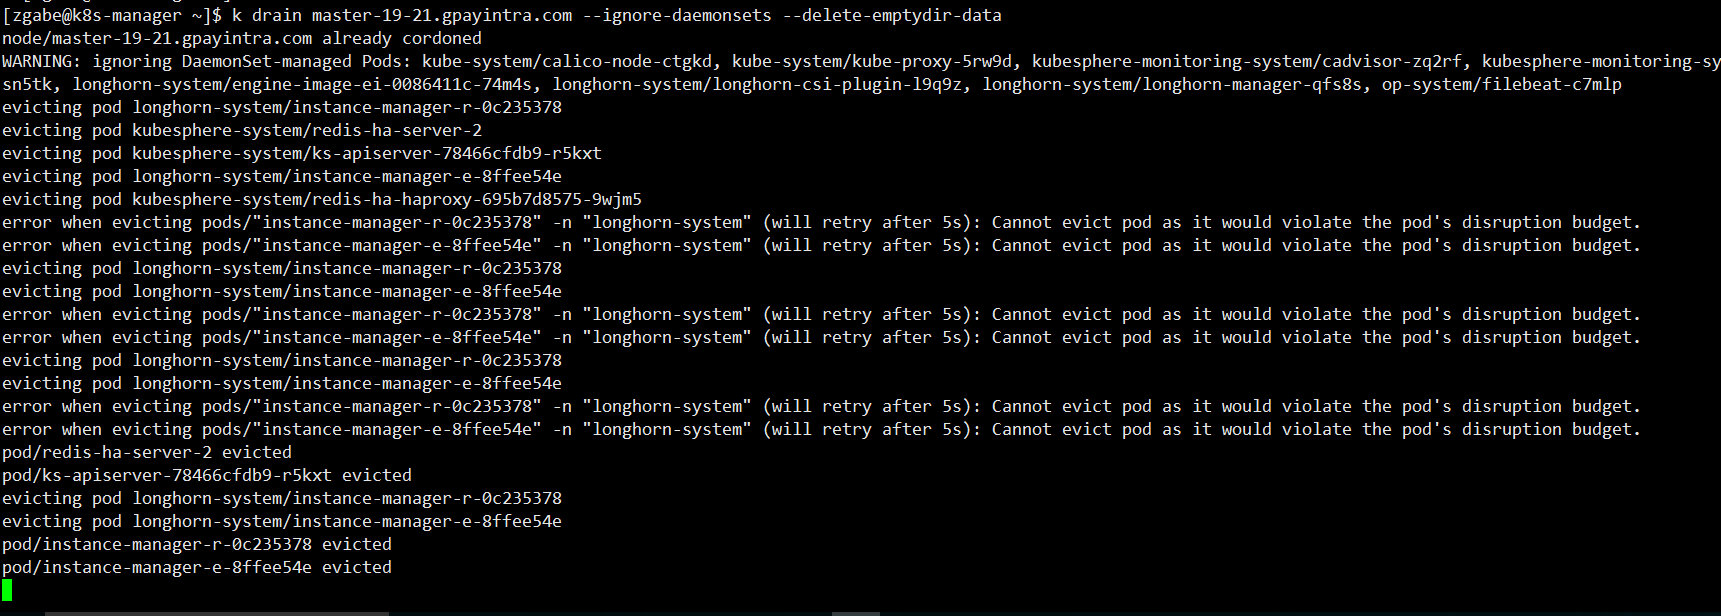 [zgabe@k8s-manager ~]$ k drain master-19-21.gpayintra.com --ignore-daemonsets --delete-emptydir-data
node/master-19-21.gpayintra.com already cordoned
WARNING: ignoring DaemonSet-managed Pods: kube-system/calico-node-ctgkd, kube-system/kube-proxy-5rw9d, kubesphere-monitoring-system/cadvisor-zq2rf, kubesphere-monitoring-sy
sn5tk, longhorn-system/engine-image-ei-0086411c-74m4s, longhorn-system/longhorn-csi-plugin-l9q9z, longhorn-system/longhorn-manager-qfs8s, op-system/filebeat-c7mlp
evicting pod longhorn-system/instance-manager-r-0c235378
evicting pod kubesphere-system/redis-ha-server-2
evicting pod kubesphere-system/ks-apiserver-78466cfdb9-r5kxt
evicting pod longhorn-system/instance-manager-e-8ffee54e
evicting pod kubesphere-system/redis-ha-haproxy-695b7d8575-9wjm5
error when evicting pods/"instance-manager-r-0c235378" -n "longhorn-system" (will retry after 5s): Cannot evict pod as it would violate the pod's disruption budget.
error when evicting pods/"instance-manager-e-8ffee54e" -n "longhorn-system" (will retry after 5s): Cannot evict pod as it would violate the pod's disruption budget.
evicting pod longhorn-system/instance-manager-r-0c235378
evicting pod longhorn-system/instance-manager-e-8ffee54e
error when evicting pods/"instance-manager-r-0c235378" -n "longhorn-system" (will retry after 5s): Cannot evict pod as it would violate the pod's disruption budget.
error when evicting pods/"instance-manager-e-8ffee54e" -n "longhorn-system" (will retry after 5s): Cannot evict pod as it would violate the pod's disruption budget.
evicting pod longhorn-system/instance-manager-r-0c235378
evicting pod longhorn-system/instance-manager-e-8ffee54e
error when evicting pods/"instance-manager-r-0c235378" -n "longhorn-system" (will retry after 5s): Cannot evict pod as it would violate the pod's disruption budget.
error when evicting pods/"instance-manager-e-8ffee54e" -n "longhorn-system" (will retry after 5s): Cannot evict pod as it would violate the pod's disruption budget.
pod/redis-ha-server-2 evicted
pod/ks-apiserver-78466cfdb9-r5kxt evicted
evicting pod longhorn-system/instance-manager-r-0c235378
evicting pod longhorn-system/instance-manager-e-8ffee54e
pod/instance-manager-r-0c235378 evicted
pod/instance-manager-e-8ffee54e evicted